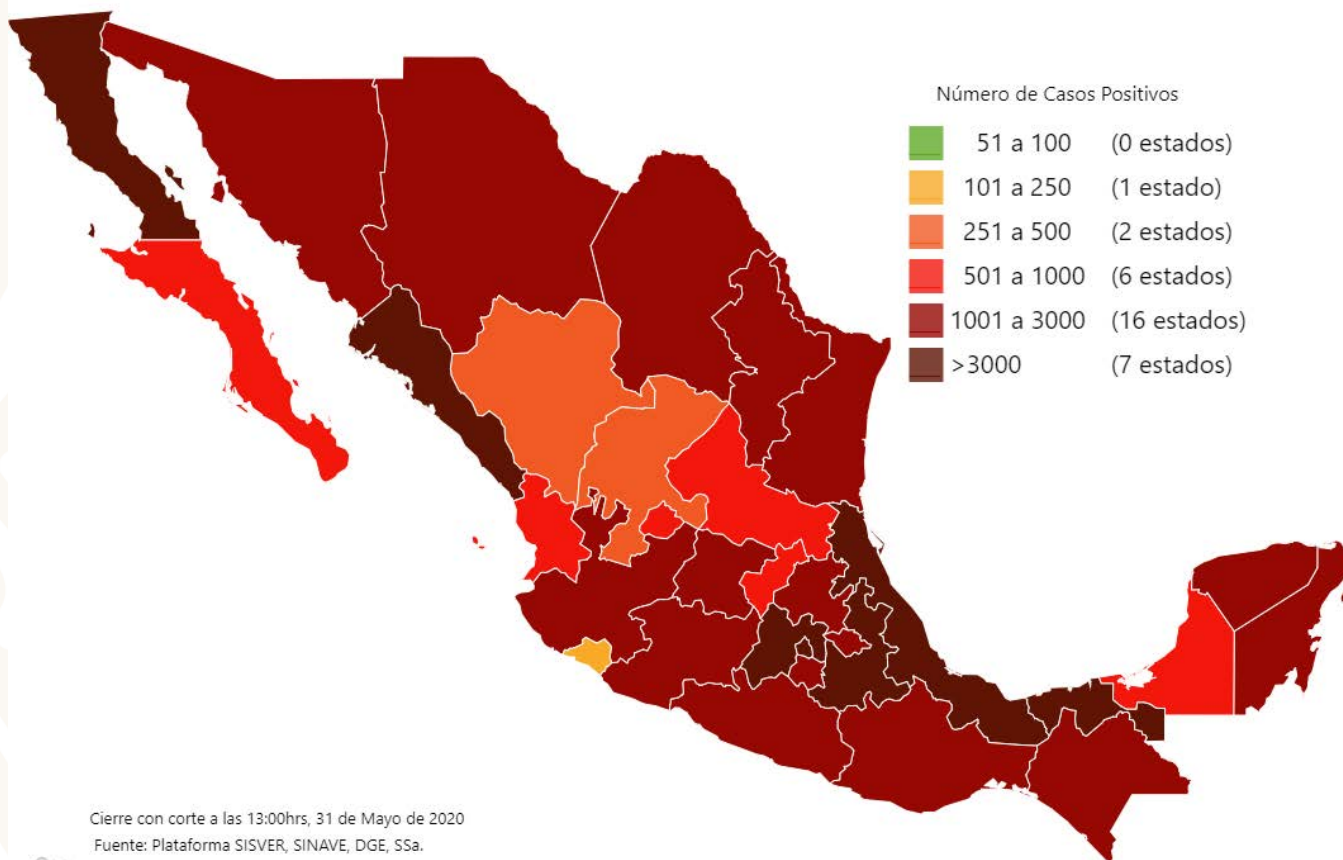 Número de Casos Positivos
51 a 100 (0 estados)
101 a 250 (1 estado)
251 a 500 (2 estados)
501 a 1000 (6 estados)
1001 a 3000 (16 estados)
>3000 (7 estados)
Cierre con corte a las 13:00hrs, 31 de Mayo de 2020
Fuente: Plataforma SISVER, SINAVE, DGE, SSa.